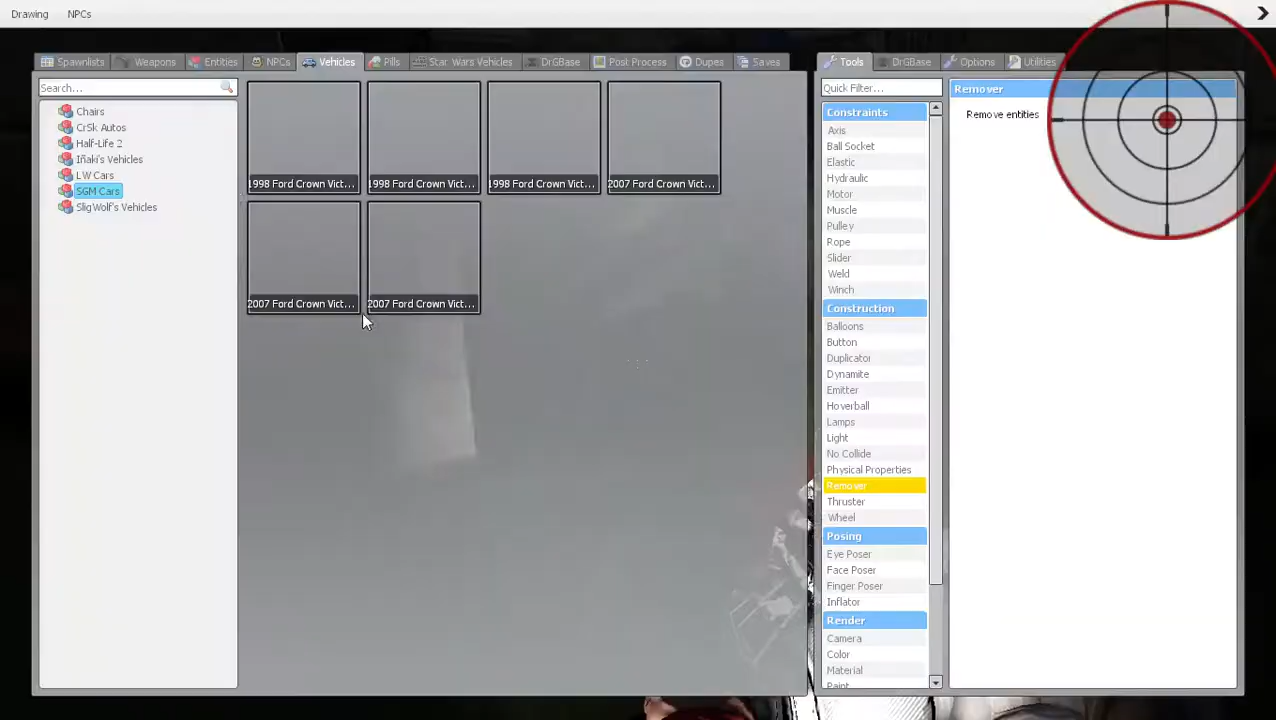 Drawing NPCs
Spawnlists Weapons Entities NPCs Vehicles Pills Star Wars Vehicles DrGBase Post Process Dupes Saves
Tools DrGBase Options Utilities
Search...
Chairs
CrSk Autos
Half-Life 2
Iñaki's Vehicles
LW Cars
SGM Cars
SligWolf's Vehicles
1998 Ford Crown Vict...
1998 Ford Crown Vict...
1998 Ford Crown Vict...
2007 Ford Crown Vict...
2007 Ford Crown Vict...
2007 Ford Crown Vict...
Quick Filter...
Constraints
Axis
Ball Socket
Elastic
Hydraulic
Motor
Muscle
Pulley
Rope
Slider
Weld
Winch
Construction
Balloons
Button
Duplicator
Dynamite
Emitter
Hoverball
Lamps
Light
No Collide
Physical Properties
Remover
Thruster
Wheel
Posing
Eye Poser
Face Poser
Finger Poser
Inflator
Render
Camera
Color
Material
Paint
Remover
Remove entities